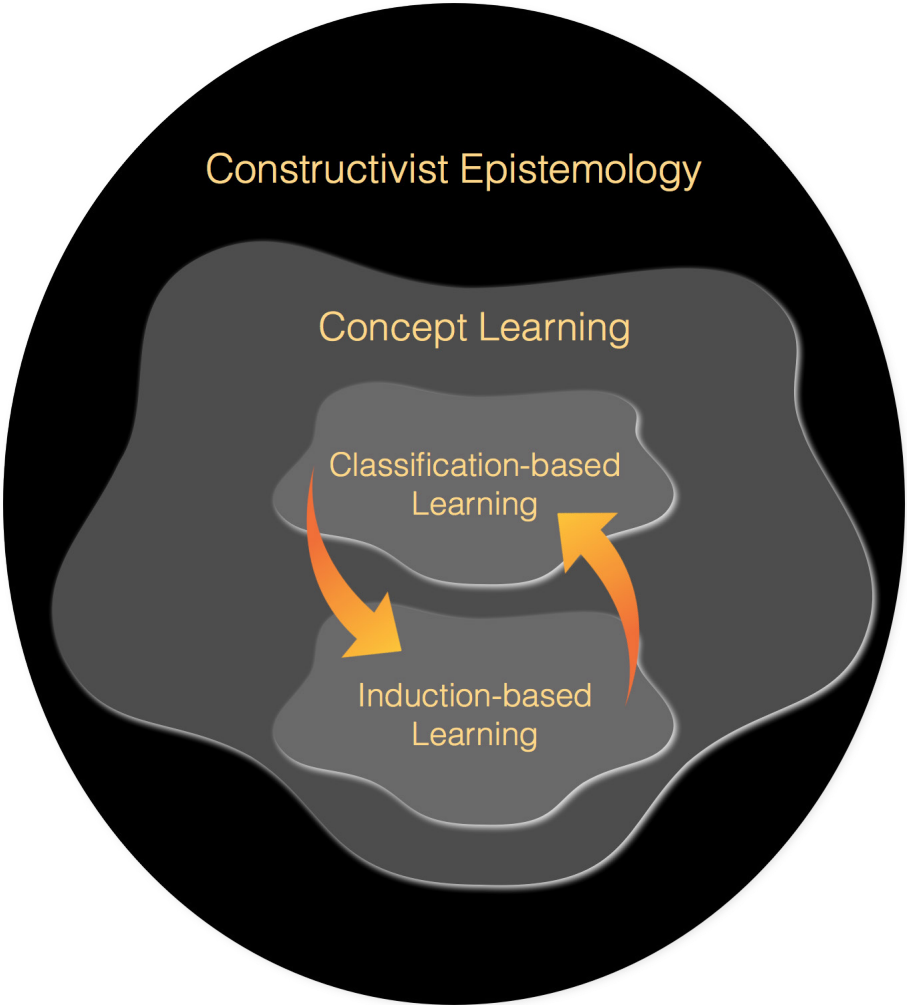 Constructivist Epistemology
Concept Learning
Classification-based
Learning
Induction-based
Learning